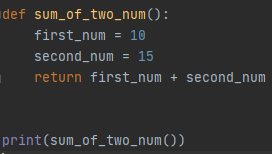 def sum_of_two_num():
    first_num = 10
    second_num = 15
    return first_num + second_num
print(sum_of_two_num())